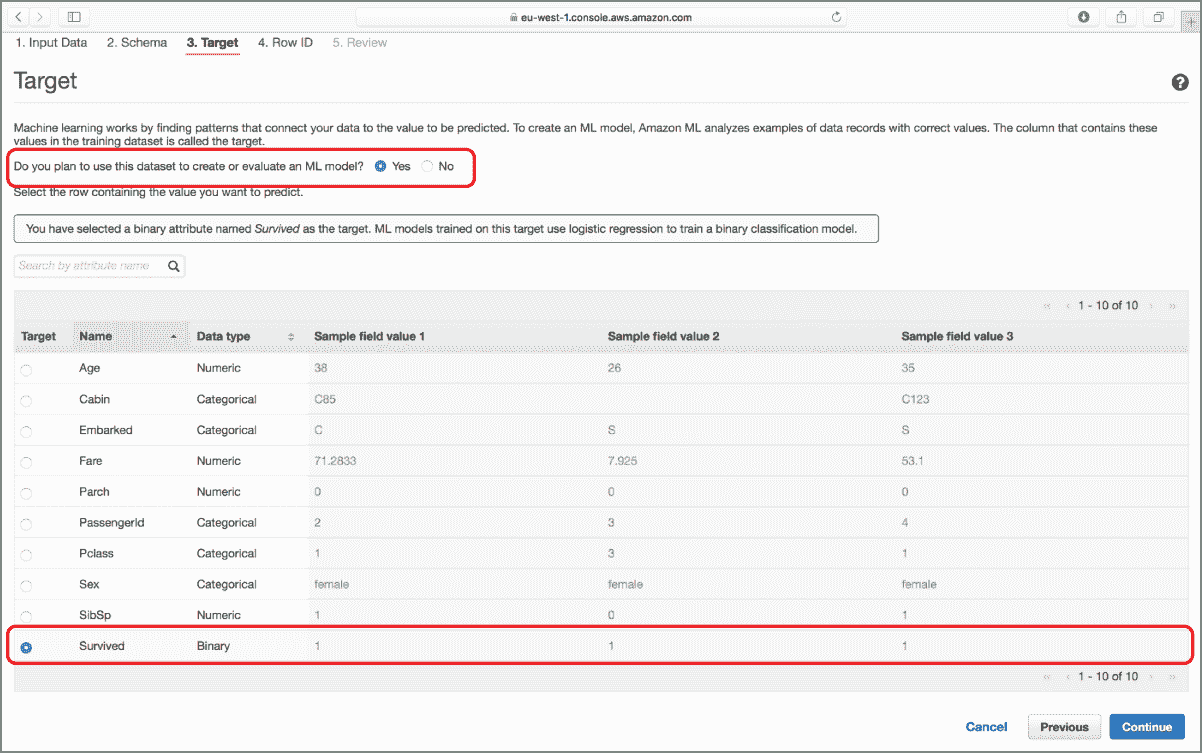 eu-west-1.console.aws.amazon.com
1. Input Data 2. Schema 3. Target 4. Row ID 5. Review
Target
?
Machine learning works by finding patterns that connect your data to the value to be predicted. To create an ML model, Amazon ML analyzes examples of data records with correct values. The column that contains these
values in the training dataset is called the target.
Do you plan to use this dataset to create or evaluate an ML model? Yes No
Select the row containing the value you want to predict.
You have selected a binary attribute named Survived as the target. ML models trained on this target use logistic regression to train a binary classification model.
Search by attribute name
« ‹ 1 - 10 of 10 › »
Target Name Data type Sample field value 1 Sample field value 2 Sample field value 3
Age Numeric 38 26 35
Cabin Categorical C85 C123
Embarked Categorical C S S
Fare Numeric 71.2833 7.925 53.1
Parch Numeric 0 0 0
PassengerId Categorical 2 3 4
Pclass Categorical 1 3 1
Sex Categorical female female female
SibSp Numeric 1 0 1
Survived Binary 1 1 1
« ‹ 1 - 10 of 10 › »
Cancel Previous Continue